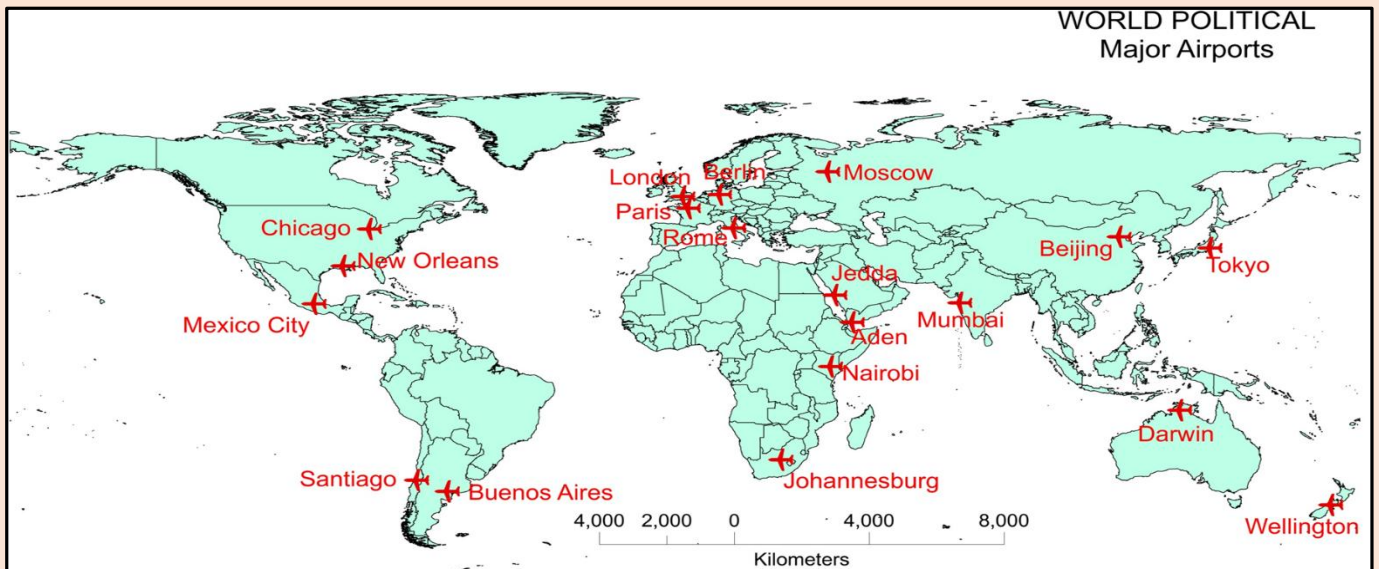 WORLD POLITICAL
Major Airports
London
Berlin
Moscow
Paris
Chicago
Rome
Beijing
New Orleans
Tokyo
Jedda
Mexico City
Mumbai
Aden
Nairobi
Darwin
Santiago
Buenos Aires
Johannesburg
Wellington
4,000 2,000 0 4,000 8,000
Kilometers